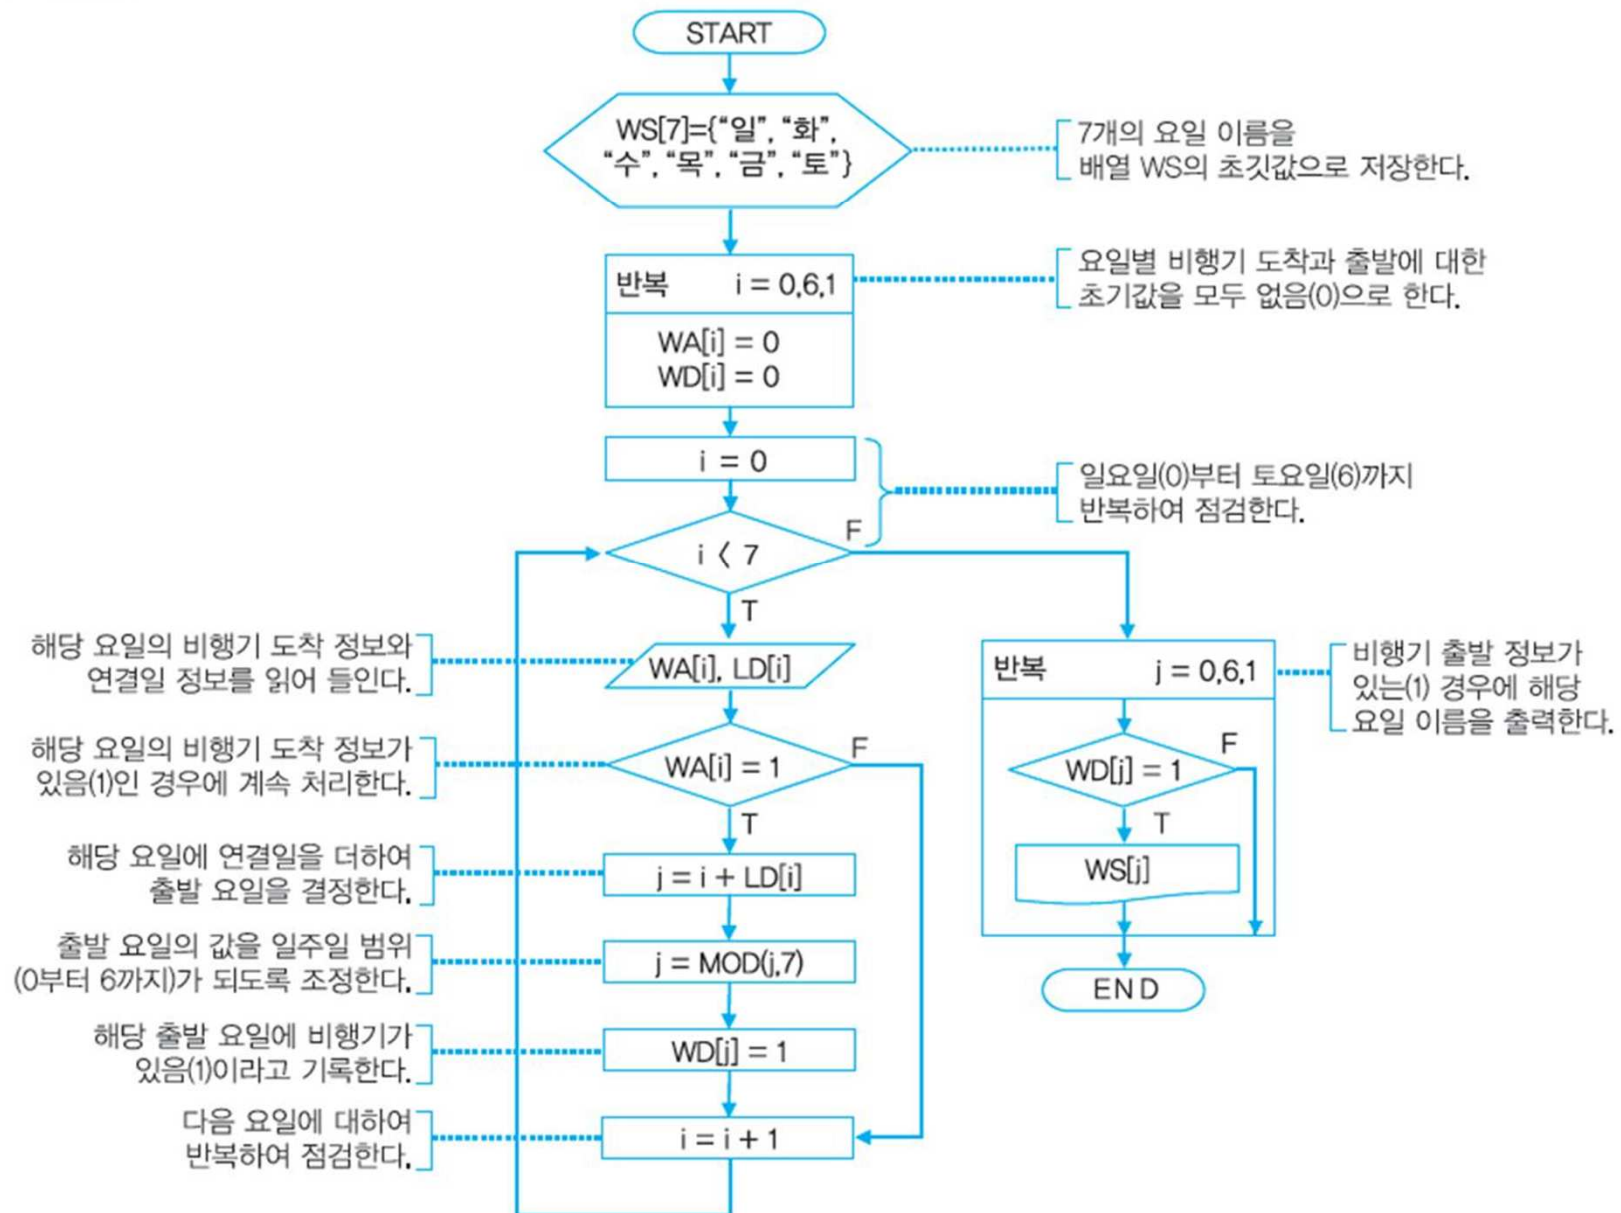 START
WS[7]={“일”, “화”,
“수”, “목”, “금”, “토”}
7개의 요일 이름을
배열 WS의 초깃값으로 저장한다.
반복 i = 0,6,1
WA[i] = 0
WD[i] = 0
요일별 비행기 도착과 출발에 대한
초기값을 모두 없음(0)으로 한다.
i = 0
일요일(0)부터 토요일(6)까지
반복하여 점검한다.
i < 7
F
T
해당 요일의 비행기 도착 정보와
연결일 정보를 읽어 들인다.
WA[i], LD[i]
해당 요일의 비행기 도착 정보가
있음(1)인 경우에 계속 처리한다.
WA[i] = 1
F
T
해당 요일에 연결일을 더하여
출발 요일을 결정한다.
j = i + LD[i]
출발 요일의 값을 일주일 범위
(0부터 6까지)가 되도록 조정한다.
j = MOD(j,7)
해당 출발 요일에 비행기가
있음(1)이라고 기록한다.
WD[j] = 1
다음 요일에 대하여
반복하여 점검한다.
i = i + 1
반복 j = 0,6,1
비행기 출발 정보가
있는(1) 경우에 해당
요일 이름을 출력한다.
WD[j] = 1
F
T
WS[j]
END